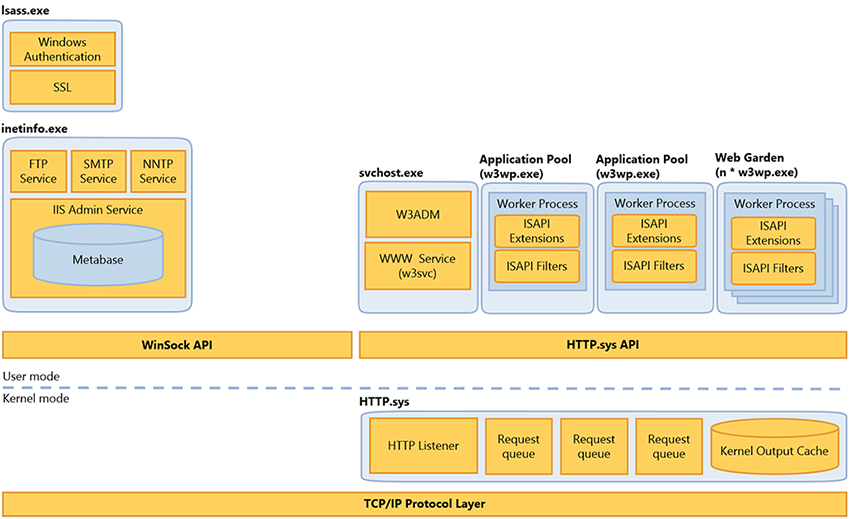 lsass.exe
Windows
Authentication
SSL
inetinfo.exe
FTP
Service
SMTP
Service
NNTP
Service
IIS Admin Service
Metabase
svchost.exe
W3ADM
WWW Service
(w3svc)
Application Pool
(w3wp.exe)
Worker Process
ISAPI
Extensions
ISAPI Filters
Application Pool
(w3wp.exe)
Worker Process
ISAPI
Extensions
ISAPI Filters
Web Garden
(n * w3wp.exe)
Worker Process
ISAPI
Extensions
ISAPI Filters
WinSock API
HTTP.sys API
User mode
Kernel mode
HTTP.sys
HTTP Listener
Request
queue
Request
queue
Request
queue
Kernel Output Cache
TCP/IP Protocol Layer